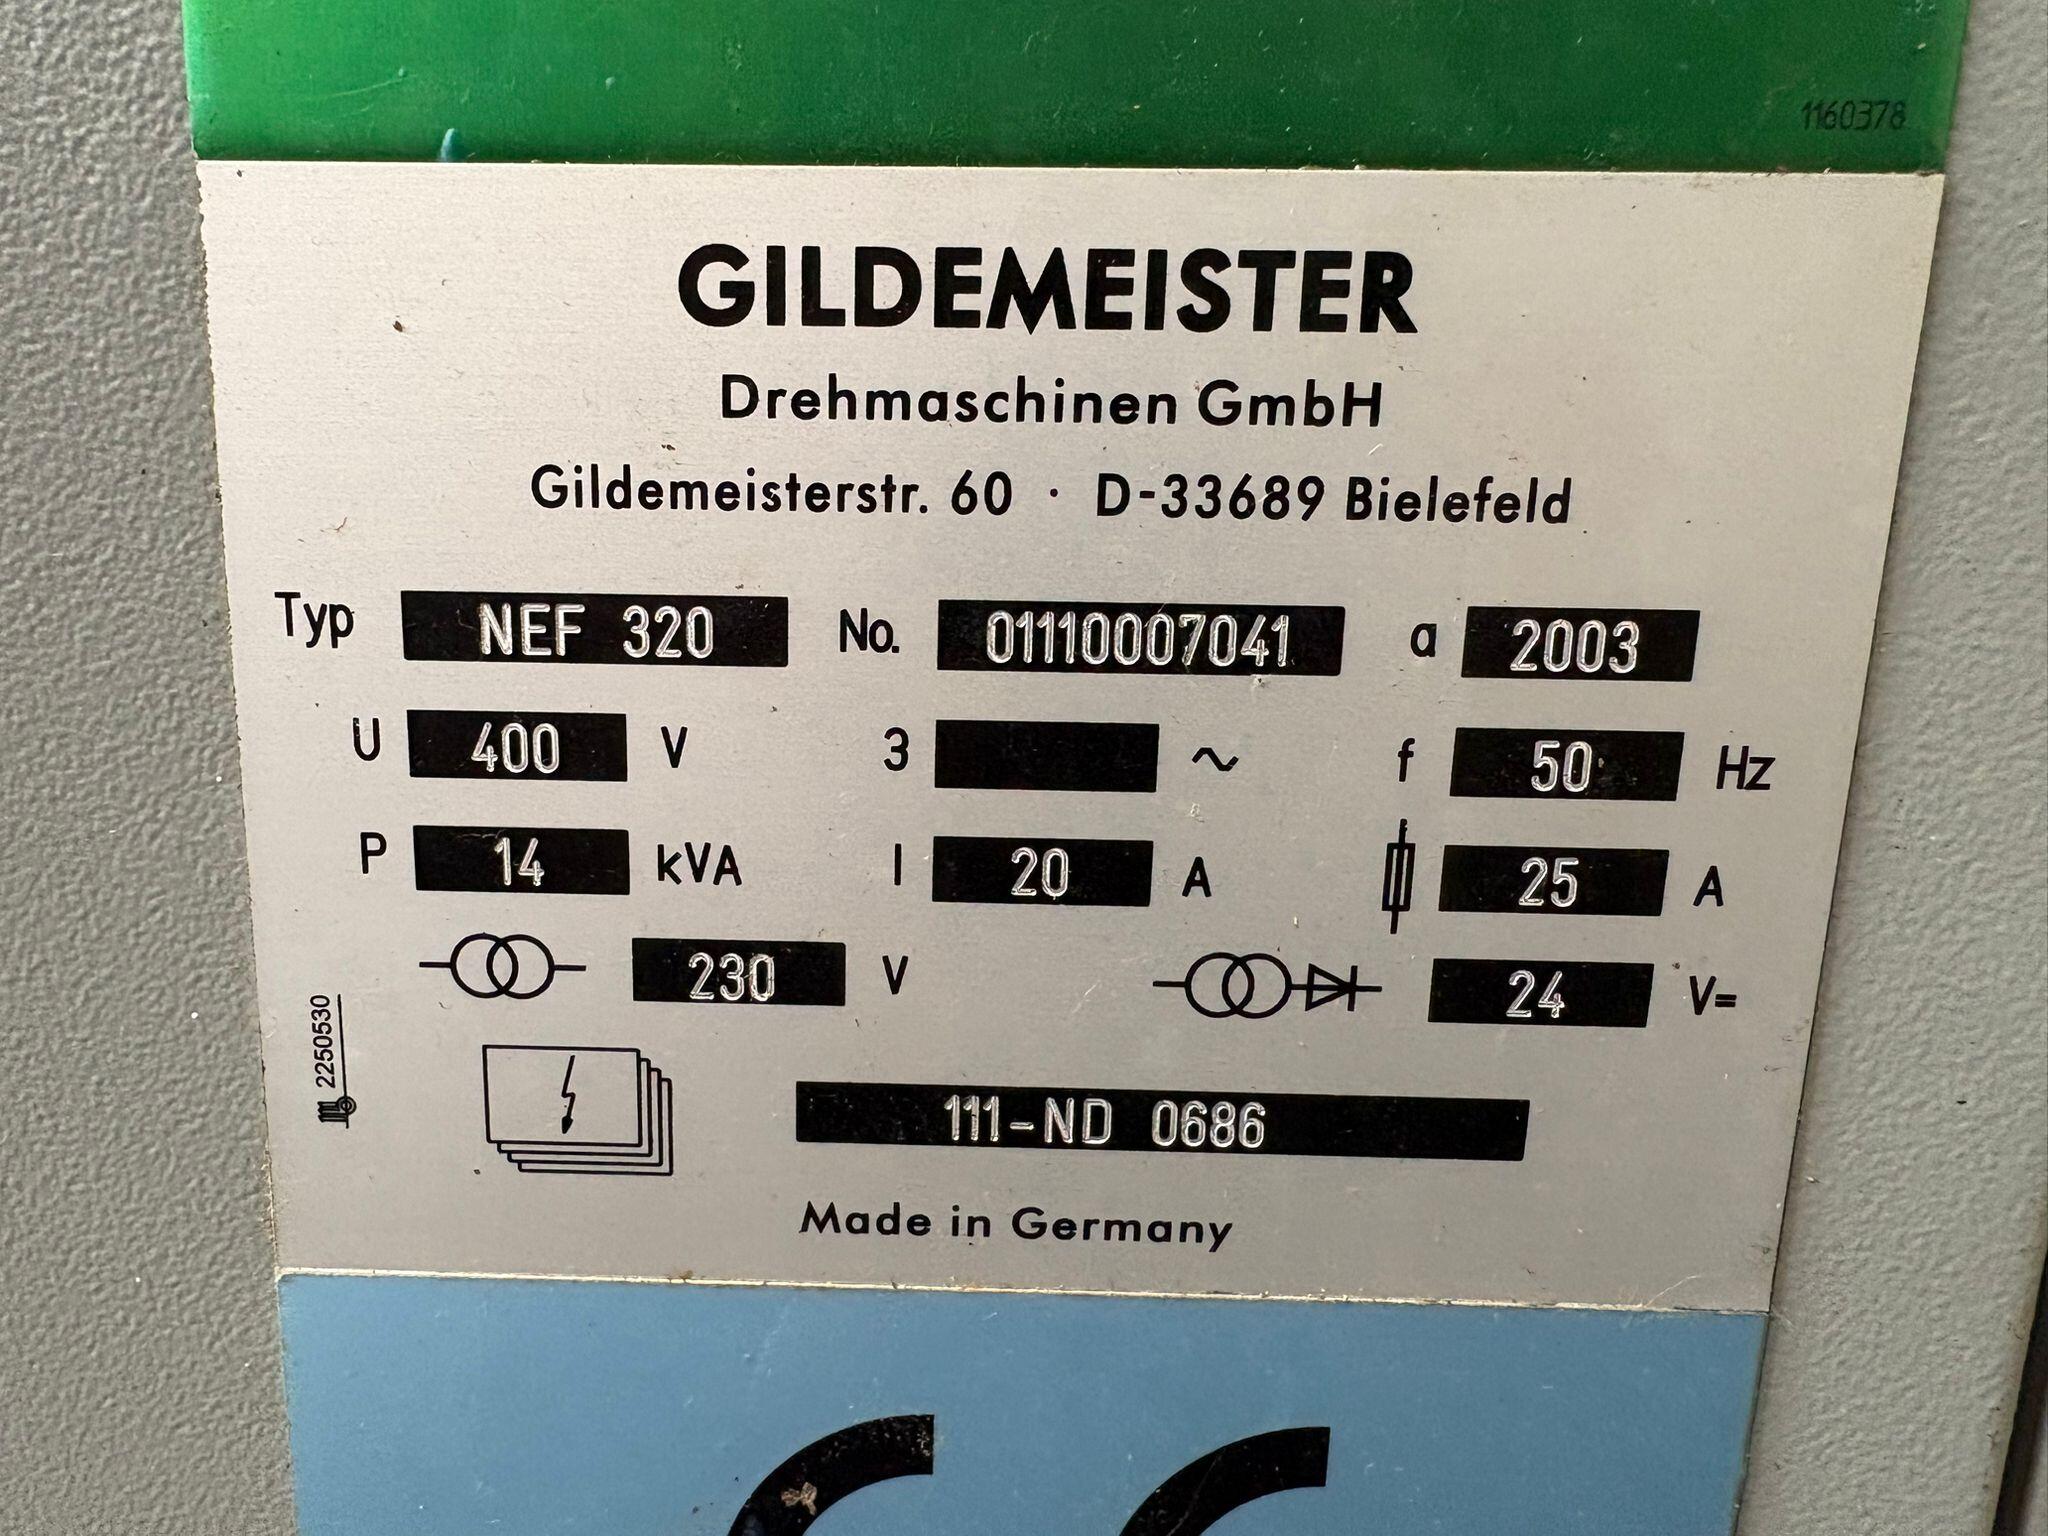 1160378
GILDEMEISTER
Drehmaschinen GmbH
Gildemeisterstr. 60 · D-33689 Bielefeld
Typ NEF 320 No. 01110007041 a 2003
U 400 V 3 ~ f 50 Hz
P 14 kVA I 20 A 25 A
230 V 24 V=
2250530
111-ND 0686
Made in Germany
CE